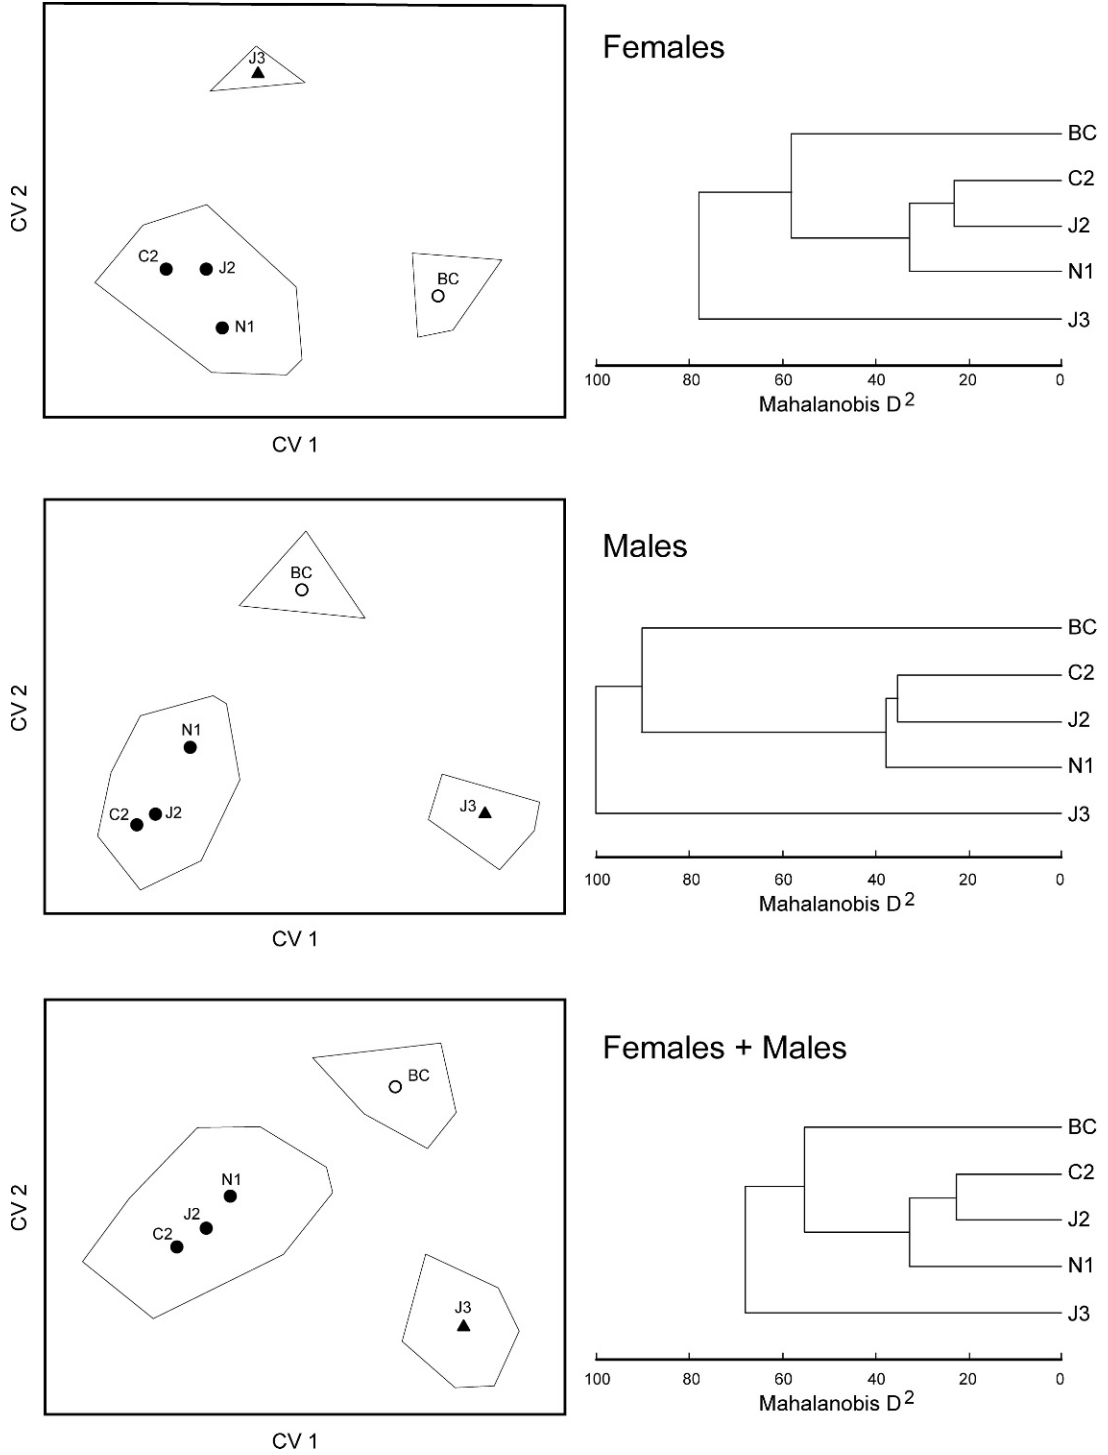 Females
J3
C2
J2
N1
BC
CV 2
CV 1
BC
C2
J2
N1
J3
100 80 60 40 20 0
Mahalanobis D²
Males
BC
N1
C2
J2
J3
CV 2
CV 1
BC
C2
J2
N1
J3
100 80 60 40 20 0
Mahalanobis D²
Females + Males
BC
N1
J2
C2
J3
CV 2
CV 1
BC
C2
J2
N1
J3
100 80 60 40 20 0
Mahalanobis D²